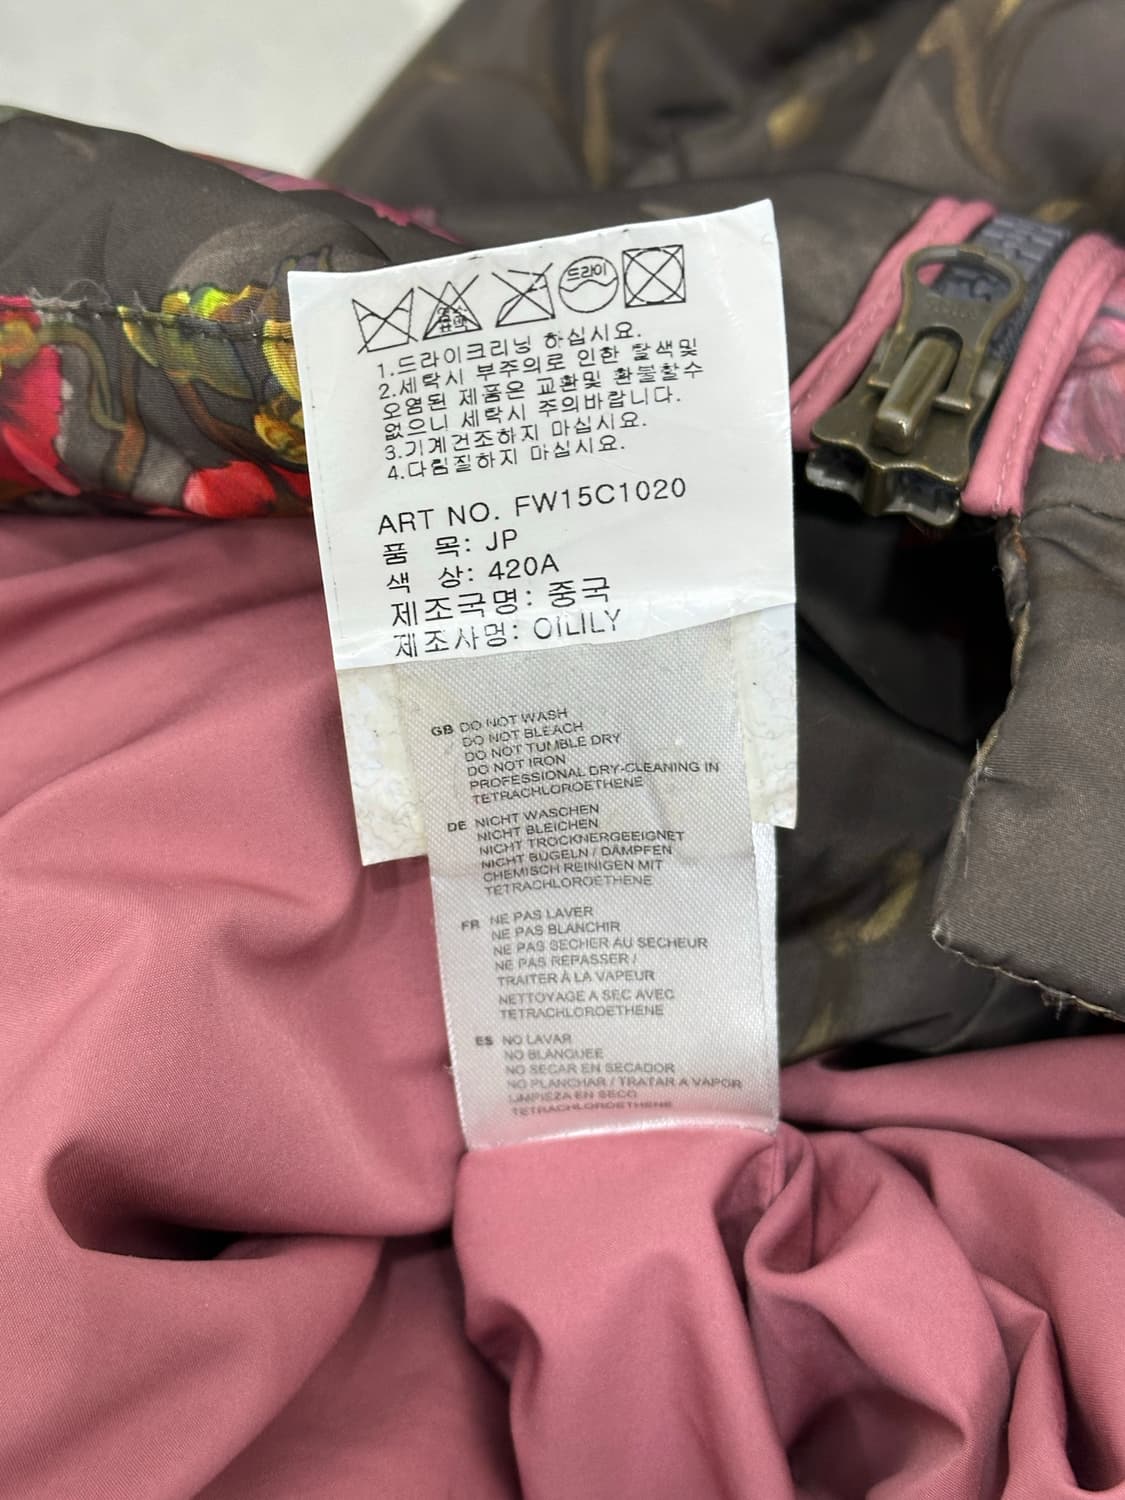 드라이
염소
표백
1.드라이크리닝 하십시요.
2.세탁시 부주의로 인한 탈색및
오염된 제품은 교환및 환불할수
없으니 세탁시 주의바랍니다.
3.기계건조하지 마십시요.
4.다림질하지 마십시요.
ART NO. FW15C1020
품 목: JP
색 상: 420A
제조국명: 중국
제조사명: OILILY
GB DO NOT WASH
DO NOT BLEACH
DO NOT TUMBLE DRY
DO NOT IRON
PROFESSIONAL DRY-CLEANING IN
TETRACHLOROETHENE
DE NICHT WASCHEN
NICHT BLEICHEN
NICHT TROCKNERGEEIGNET
NICHT BÜGELN / DÄMPFEN
CHEMISCH REINIGEN MIT
TETRACHLOROETHENE
FR NE PAS LAVER
NE PAS BLANCHIR
NE PAS SECHER AU SECHEUR
NE PAS REPASSER /
TRAITER À LA VAPEUR
NETTOYAGE A SEC AVEC
TETRACHLOROETHENE
ES NO LAVAR
NO BLANQUEE
NO SECAR EN SECADOR
NO PLANCHAR / TRATAR A VAPOR
LIMPIEZA EN SECO
TETRACHLOROETHENE